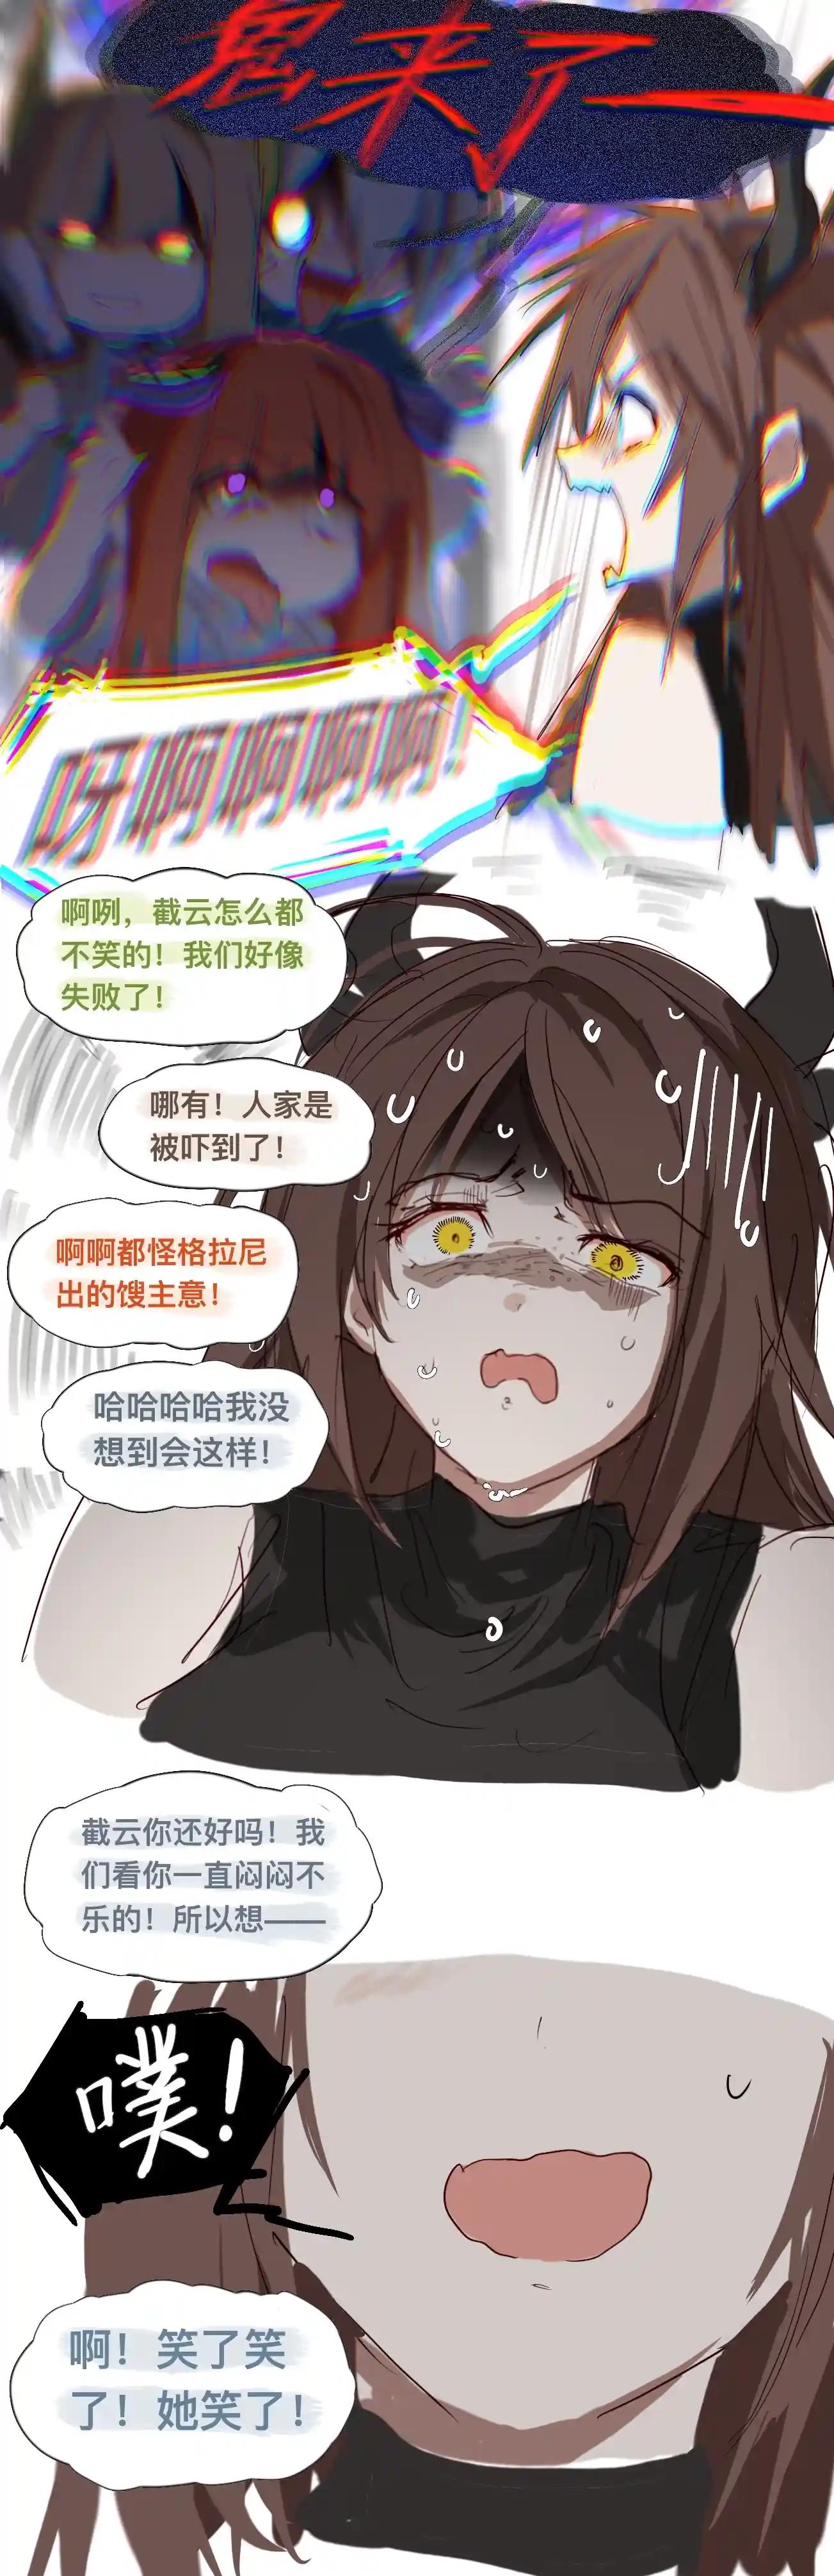 鬼来了——
呀啊啊啊啊！
啊咧，截云怎么都
不笑的！我们好像
失败了！
哪有！人家是
被吓到了！
啊啊都怪格拉尼
出的馊主意！
哈哈哈哈我没
想到会这样！
截云你还好吗！我
们看你一直闷闷不
乐的！所以想——
噗！
啊！笑了笑
了！她笑了！